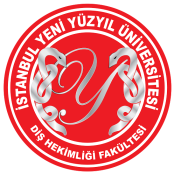 İSTANBUL YENİ YÜZYIL ÜNİVERSİTESİ
Y
DİŞ HEKİMLİĞİ FAKÜLTESİ